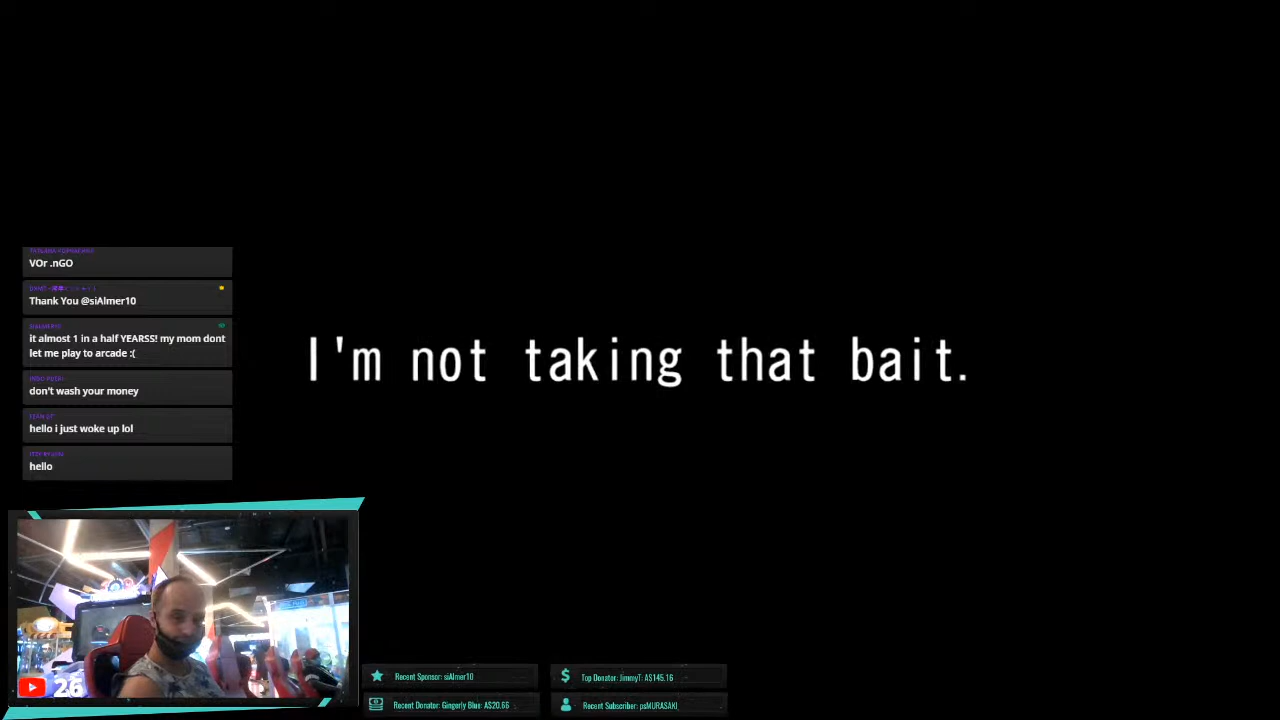 VOr .nGO
Thank You @siAlmer10
it almost 1 in a half YEARSS! my mom dont
let me play to arcade :(
don't wash your money
hello i just woke up lol
hello
I'm not taking that bait.
26
Recent Sponsor: siAlmer10
Top Donator: JimmyT: A$145.16
Recent Donator: Gingerly Blue: A$20.66
Recent Subscriber: psMURASAKI